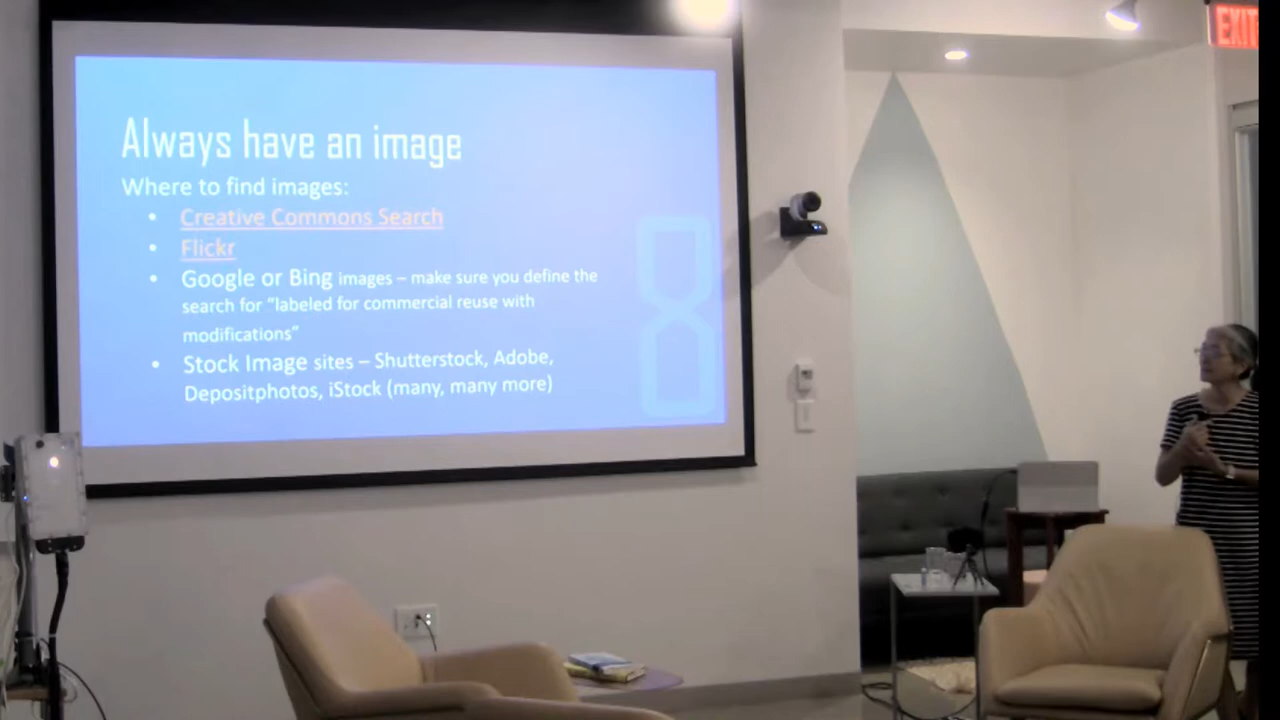 Always have an image
Where to find images:
• Creative Commons Search
• Flickr
• Google or Bing images – make sure you define the
search for “labeled for commercial reuse with
modifications”
• Stock Image sites – Shutterstock, Adobe,
Depositphotos, iStock (many, many more)
8
EXIT